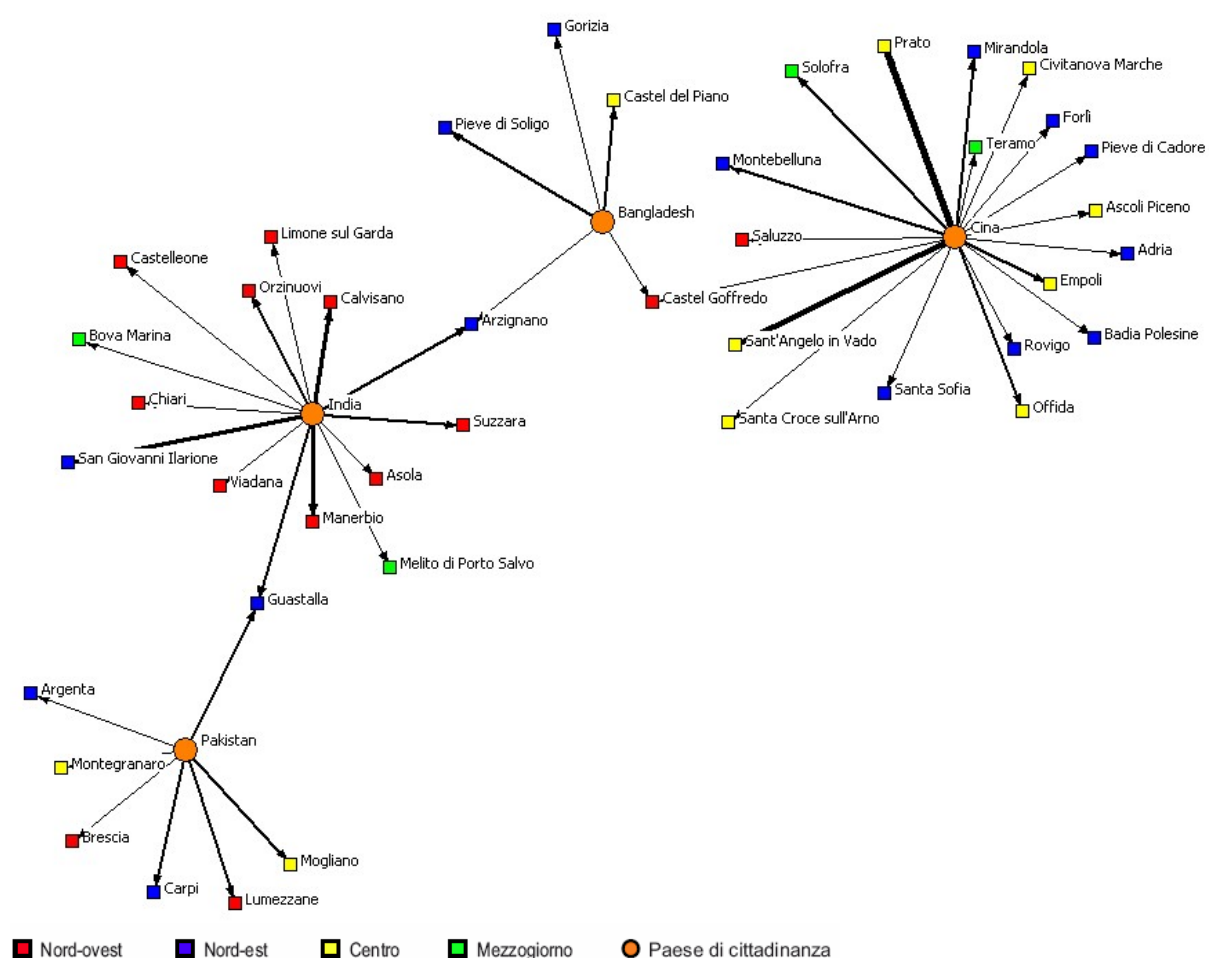 Gorizia
Prato
Mirandola
Civitanova Marche
Solofra
Castel del Piano
Forlì
Pieve di Soligo
Teramo
Pieve di Cadore
Montebelluna
Bangladesh
Ascoli Piceno
Cina
Limone sul Garda
Saluzzo
Adria
Castelleone
Orzinuovi
Calvisano
Castel Goffredo
Empoli
Arzignano
Bova Marina
Sant'Angelo in Vado
Rovigo
Badia Polesine
Santa Sofia
Chiari
India
Offida
Santa Croce sull'Arno
Suzzara
San Giovanni Ilarione
Viadana
Asola
Manerbio
Melito di Porto Salvo
Guastalla
Argenta
Pakistan
Montegranaro
Brescia
Mogliano
Carpi
Lumezzane
Nord-ovest Nord-est Centro Mezzogiorno Paese di cittadinanza